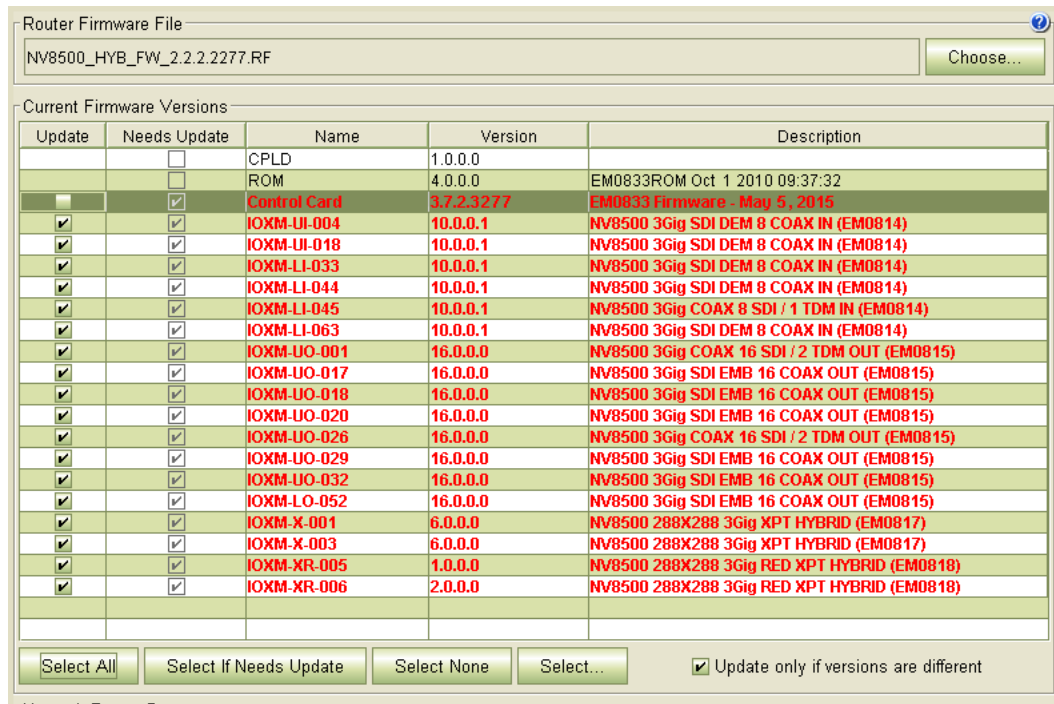 Router Firmware File
NV8500_HYB_FW_2.2.2.2277.RF
Choose...
Current Firmware Versions
Update Needs Update Name Version Description
CPLD 1.0.0.0
ROM 4.0.0.0 EM0833ROM Oct 1 2010 09:37:32
Control Card 3.7.2.3277 EM0833 Firmware - May 5, 2015
IOXM-UI-004 10.0.0.1 NV8500 3Gig SDI DEM 8 COAX IN (EM0814)
IOXM-UI-018 10.0.0.1 NV8500 3Gig SDI DEM 8 COAX IN (EM0814)
IOXM-LI-033 10.0.0.1 NV8500 3Gig SDI DEM 8 COAX IN (EM0814)
IOXM-LI-044 10.0.0.1 NV8500 3Gig SDI DEM 8 COAX IN (EM0814)
IOXM-LI-045 10.0.0.1 NV8500 3Gig COAX 8 SDI / 1 TDM IN (EM0814)
IOXM-LI-063 10.0.0.1 NV8500 3Gig SDI DEM 8 COAX IN (EM0814)
IOXM-UO-001 16.0.0.0 NV8500 3Gig COAX 16 SDI / 2 TDM OUT (EM0815)
IOXM-UO-017 16.0.0.0 NV8500 3Gig SDI EMB 16 COAX OUT (EM0815)
IOXM-UO-018 16.0.0.0 NV8500 3Gig SDI EMB 16 COAX OUT (EM0815)
IOXM-UO-020 16.0.0.0 NV8500 3Gig SDI EMB 16 COAX OUT (EM0815)
IOXM-UO-026 16.0.0.0 NV8500 3Gig COAX 16 SDI / 2 TDM OUT (EM0815)
IOXM-UO-029 16.0.0.0 NV8500 3Gig SDI EMB 16 COAX OUT (EM0815)
IOXM-UO-032 16.0.0.0 NV8500 3Gig SDI EMB 16 COAX OUT (EM0815)
IOXM-LO-052 16.0.0.0 NV8500 3Gig SDI EMB 16 COAX OUT (EM0815)
IOXM-X-001 6.0.0.0 NV8500 288X288 3Gig XPT HYBRID (EM0817)
IOXM-X-003 6.0.0.0 NV8500 288X288 3Gig XPT HYBRID (EM0817)
IOXM-XR-005 1.0.0.0 NV8500 288X288 3Gig RED XPT HYBRID (EM0818)
IOXM-XR-006 2.0.0.0 NV8500 288X288 3Gig RED XPT HYBRID (EM0818)
Select All Select If Needs Update Select None Select... Update only if versions are different